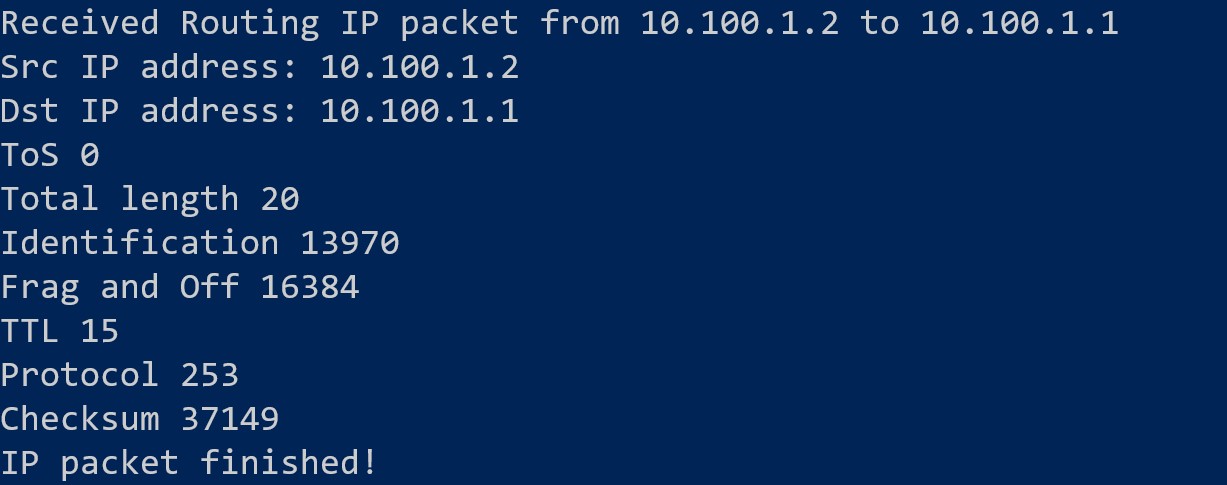 Received Routing IP packet from 10.100.1.2 to 10.100.1.1
Src IP address: 10.100.1.2
Dst IP address: 10.100.1.1
ToS 0
Total length 20
Identification 13970
Frag and Off 16384
TTL 15
Protocol 253
Checksum 37149
IP packet finished!